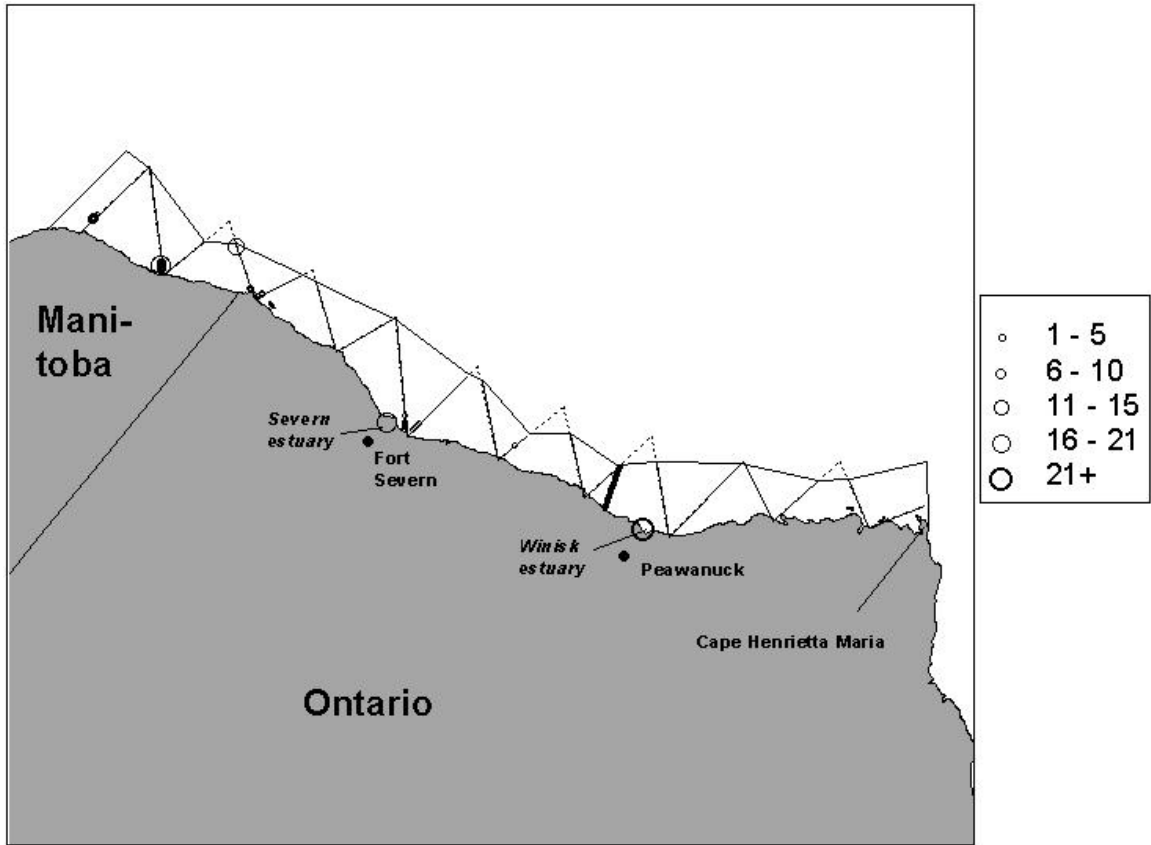 Mani-
toba
Severn
estuary
Fort
Severn
Winisk
estuary
Peawanuck
Cape Henrietta Maria
Ontario
1 - 5
6 - 10
11 - 15
16 - 21
21+